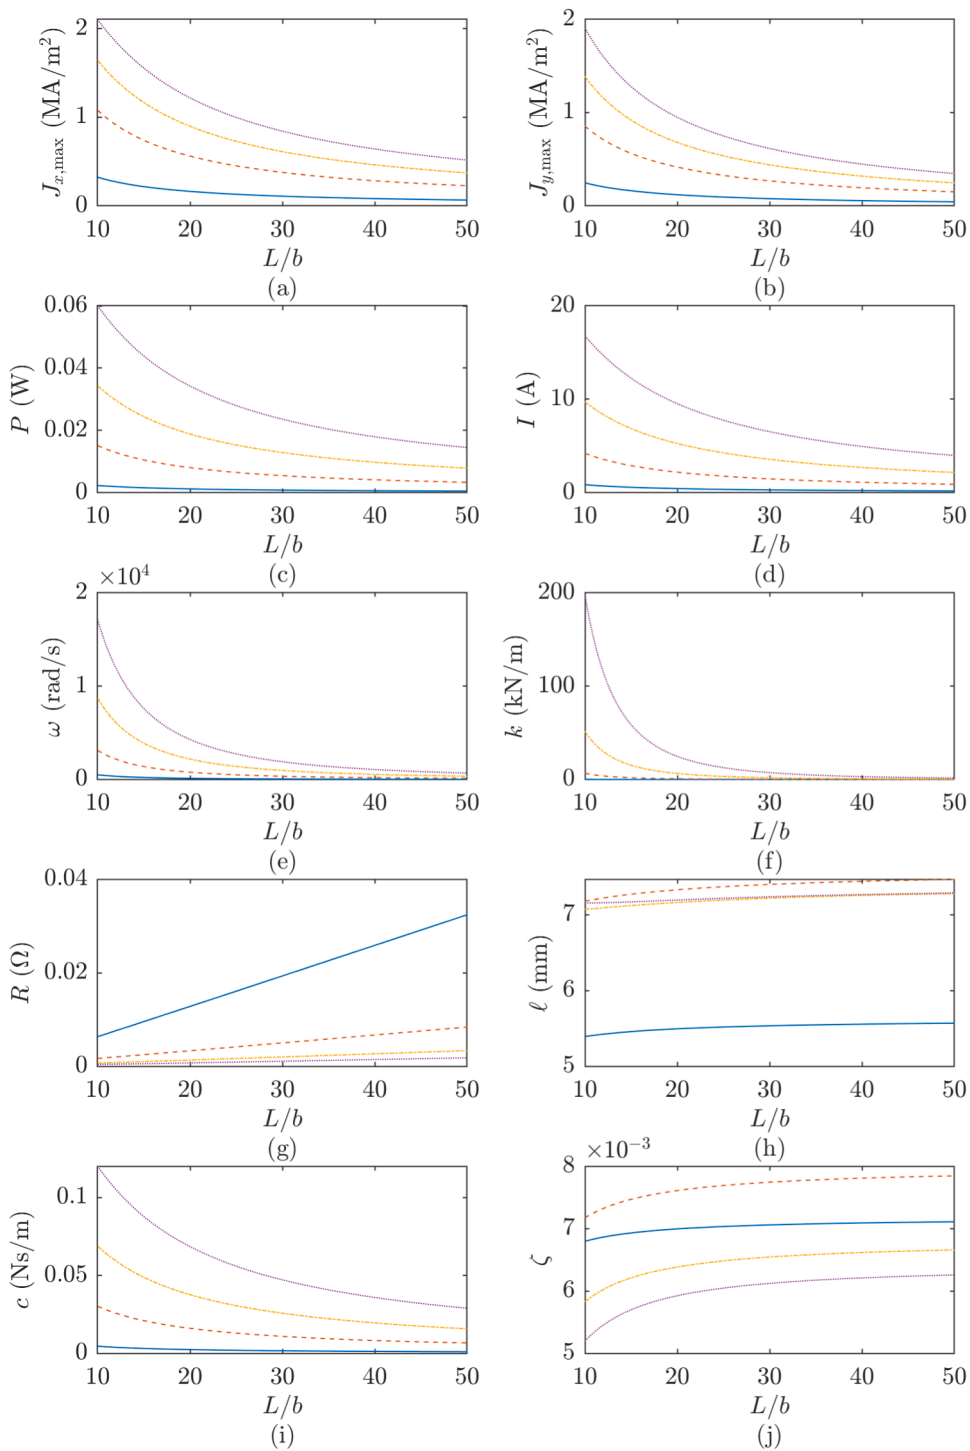 J_{x,max} (MA/m²)
2
1
0
10 20 30 40 50
L/b
(a)
J_{y,max} (MA/m²)
2
1
0
10 20 30 40 50
L/b
(b)
P (W)
0.06
0.04
0.02
0
10 20 30 40 50
L/b
(c)
I (A)
20
10
0
10 20 30 40 50
L/b
(d)
ω (rad/s)
×10⁴
2
1
0
10 20 30 40 50
L/b
(e)
k (kN/m)
200
100
0
10 20 30 40 50
L/b
(f)
R (Ω)
0.04
0.02
0
10 20 30 40 50
L/b
(g)
ℓ (mm)
7
6
5
10 20 30 40 50
L/b
(h)
c (Ns/m)
0.1
0.05
0
10 20 30 40 50
L/b
(i)
ζ
×10⁻³
8
7
6
5
10 20 30 40 50
L/b
(j)